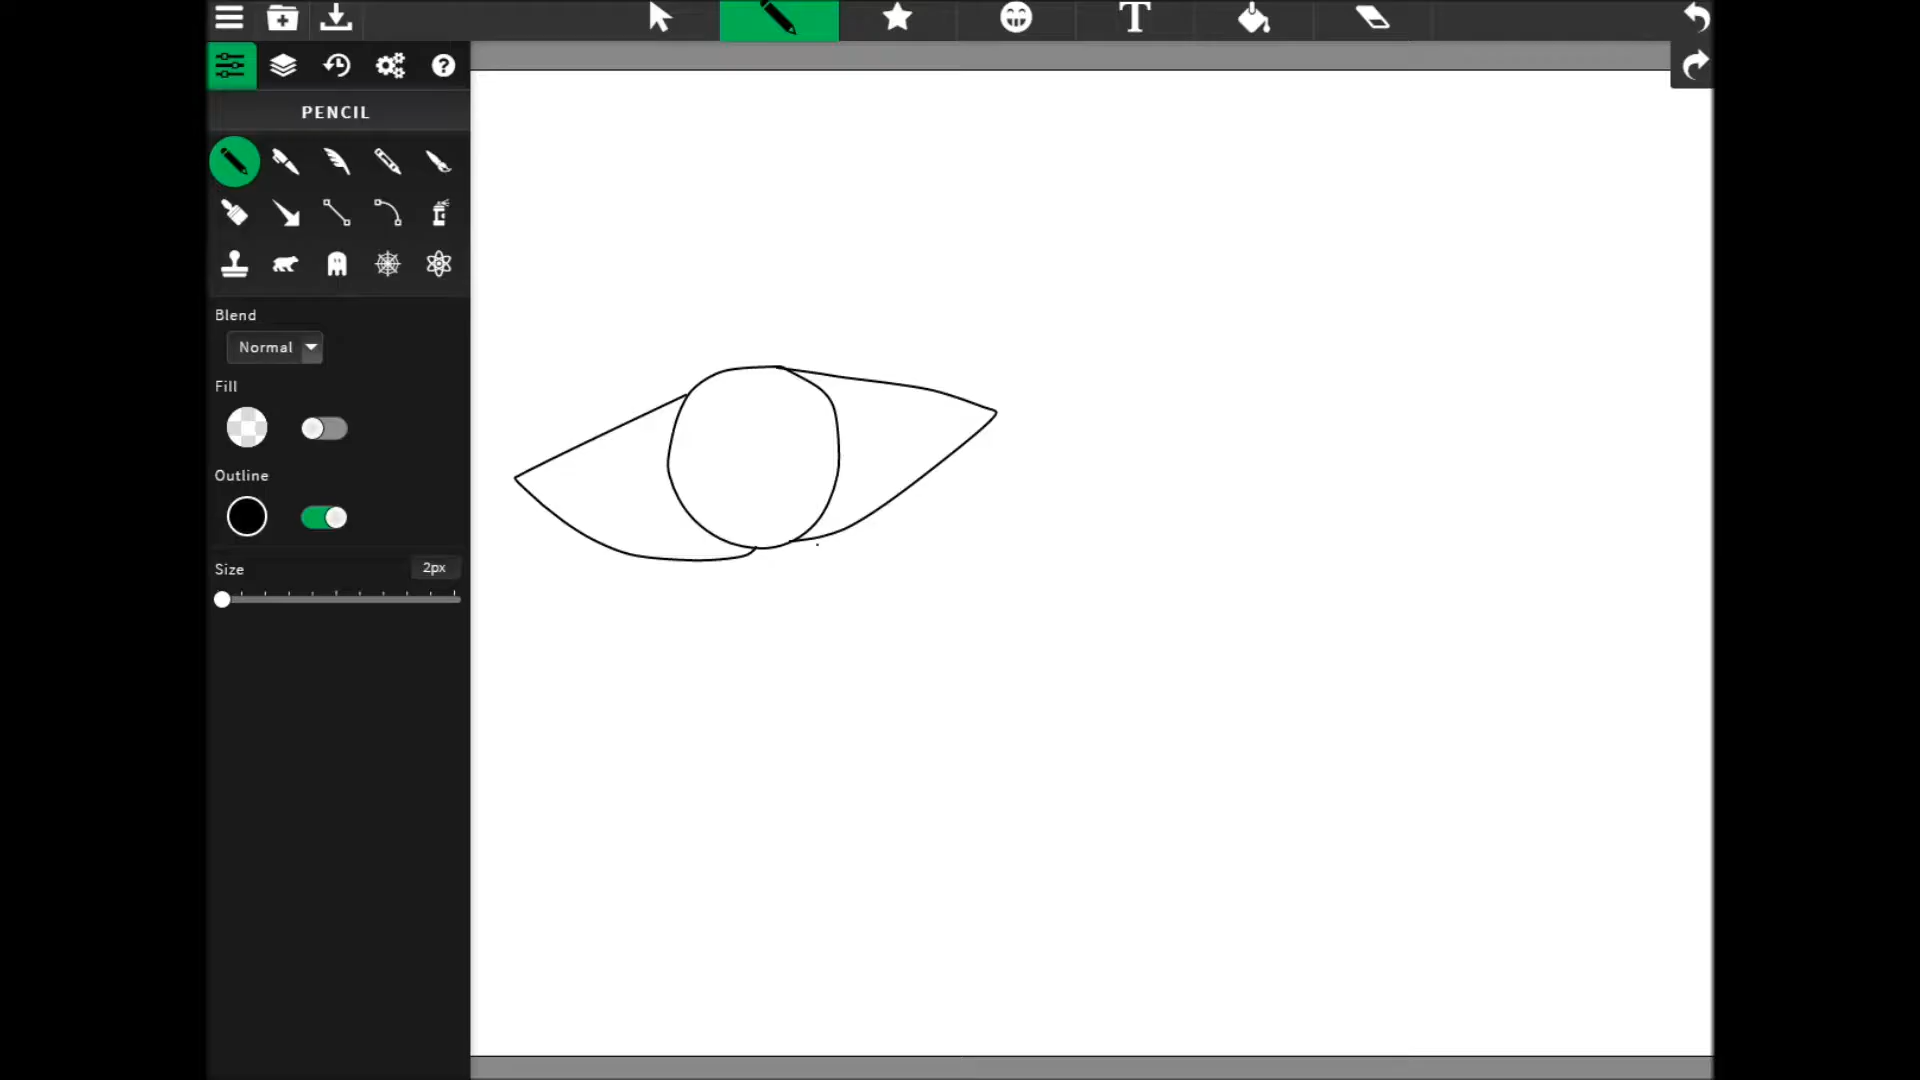 T
PENCIL
Blend
Normal
Fill
Outline
Size 2px